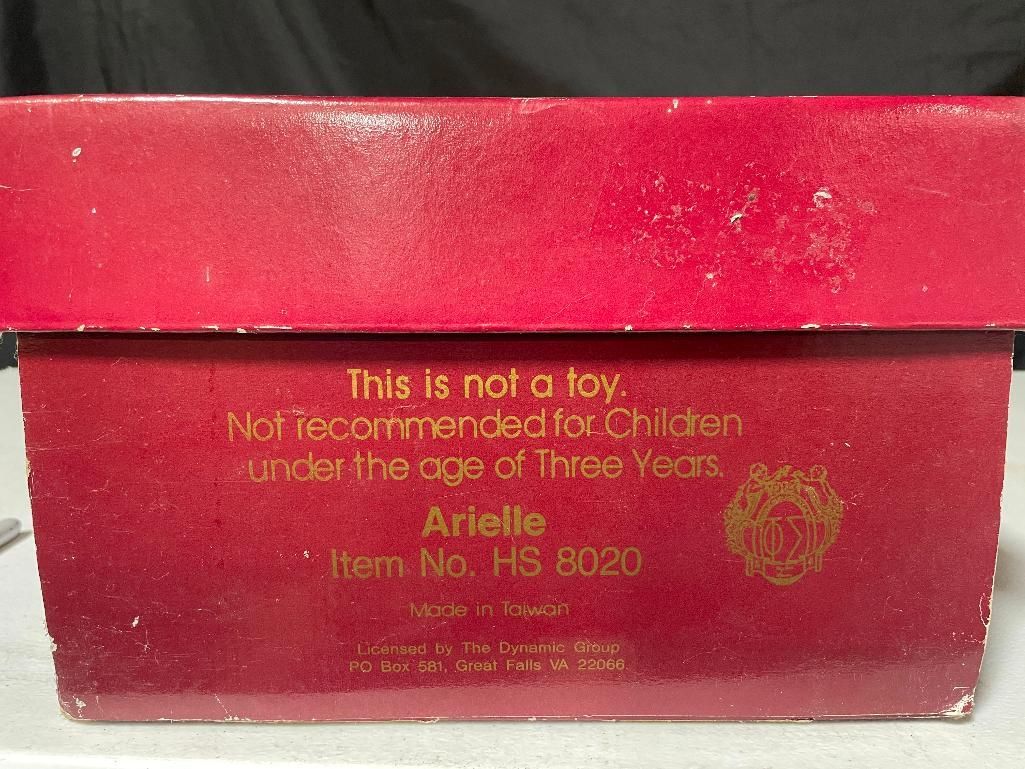 This is not a toy.
Not recommended for Children
under the age of Three Years.
Arielle
Item No. HS 8020
Made in Taiwan
Licensed by The Dynamic Group
PO Box 581, Great Falls VA 22066.